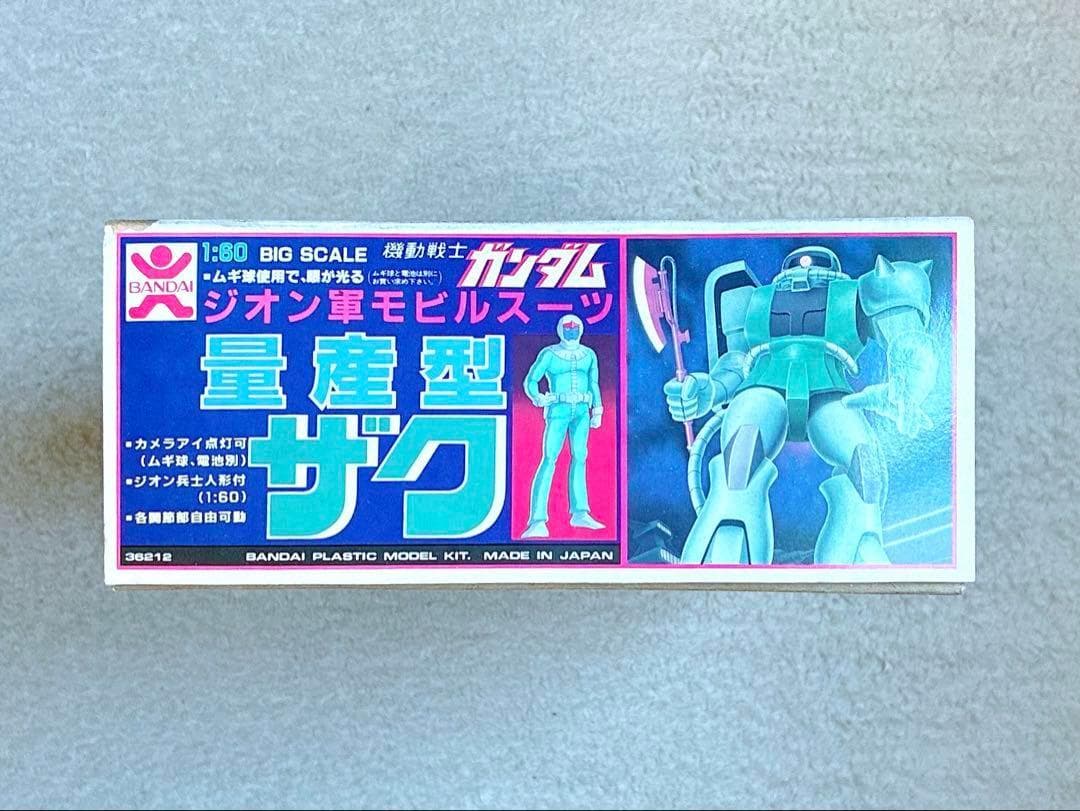 BANDAI
1:60 BIG SCALE 機動戦士 ガンダム
■ムギ球使用で、眼が光る(ムギ球と電池は別にお買い求め下さい。)
ジオン軍モビルスーツ
量産型
ザク
■カメラアイ点灯可
(ムギ球、電池別)
■ジオン兵士人形付
(1:60)
■各関節部自由可動
36212 BANDAI PLASTIC MODEL KIT. MADE IN JAPAN